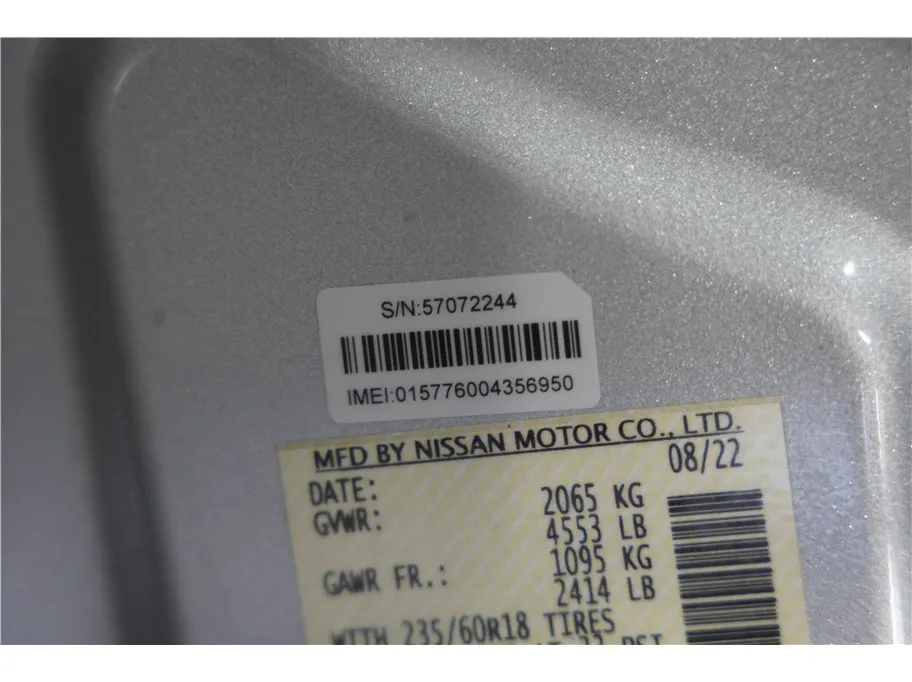 S/N:57072244
IMEI:015776004356950
MFD BY NISSAN MOTOR CO., LTD.
DATE: 08/22
GVWR: 2065 KG
4553 LB
GAWR FR.: 1095 KG
2414 LB
WITH 235/60R18 TIRES
PSI